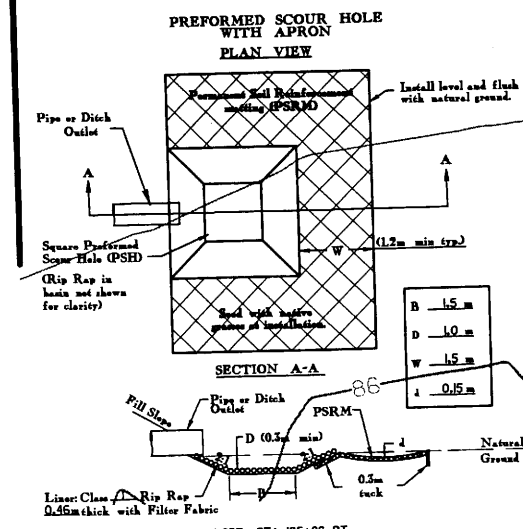 PREFORMED SCOUR HOLE
WITH APRON
PLAN VIEW
Permanent Soil Reinforcement
matting (PSRM)
Install level and flush
with natural ground.
Pipe or Ditch
Outlet
A
A
Square Preformed
Scour Hole (PSH)
(Rip Rap in
basin not shown
for clarity)
W
(1.2m min typ.)
Seed with native
grasses at installation.
B 1.5 m
D 1.0 m
W 1.5 m
d 0.15 m
SECTION A-A
86
Fill Slope
Pipe or Ditch
Outlet
D (0.3m min)
PSRM
d
Natural
Ground
B
0.3m
tuck
Liner: Class Rip Rap
0.46m thick with Filter Fabric